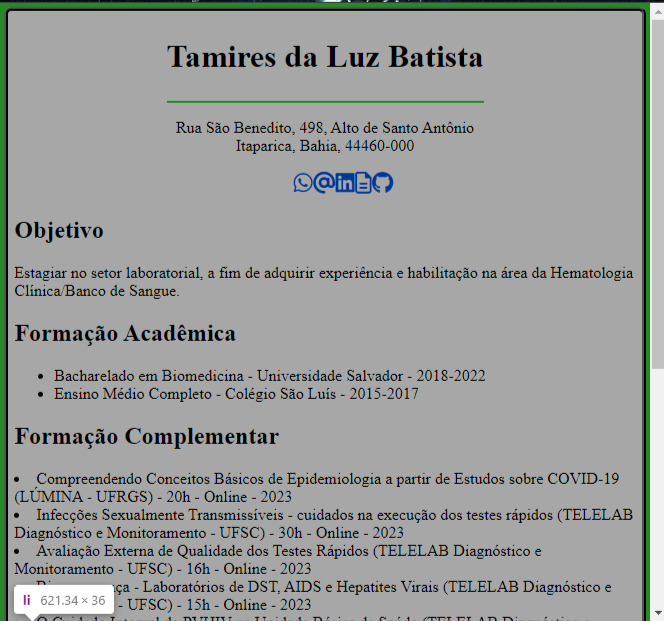 Tamires da Luz Batista
Rua São Benedito, 498, Alto de Santo Antônio
Itaparica, Bahia, 44460-000
Objetivo
Estagiar no setor laboratorial, a fim de adquirir experiência e habilitação na área da Hematologia
Clínica/Banco de Sangue.
Formação Acadêmica
• Bacharelado em Biomedicina - Universidade Salvador - 2018-2022
• Ensino Médio Completo - Colégio São Luís - 2015-2017
Formação Complementar
• Compreendendo Conceitos Básicos de Epidemiologia a partir de Estudos sobre COVID-19
(LÚMINA - UFRGS) - 20h - Online - 2023
• Infecções Sexualmente Transmissíveis - cuidados na execução dos testes rápidos (TELELAB
Diagnóstico e Monitoramento - UFSC) - 30h - Online - 2023
• Avaliação Externa de Qualidade dos Testes Rápidos (TELELAB Diagnóstico e
Monitoramento - UFSC) - 16h - Online - 2023
- Laboratórios de DST, AIDS e Hepatites Virais (TELELAB Diagnóstico e
- UFSC) - 15h - Online - 2023
li 621.34 × 36